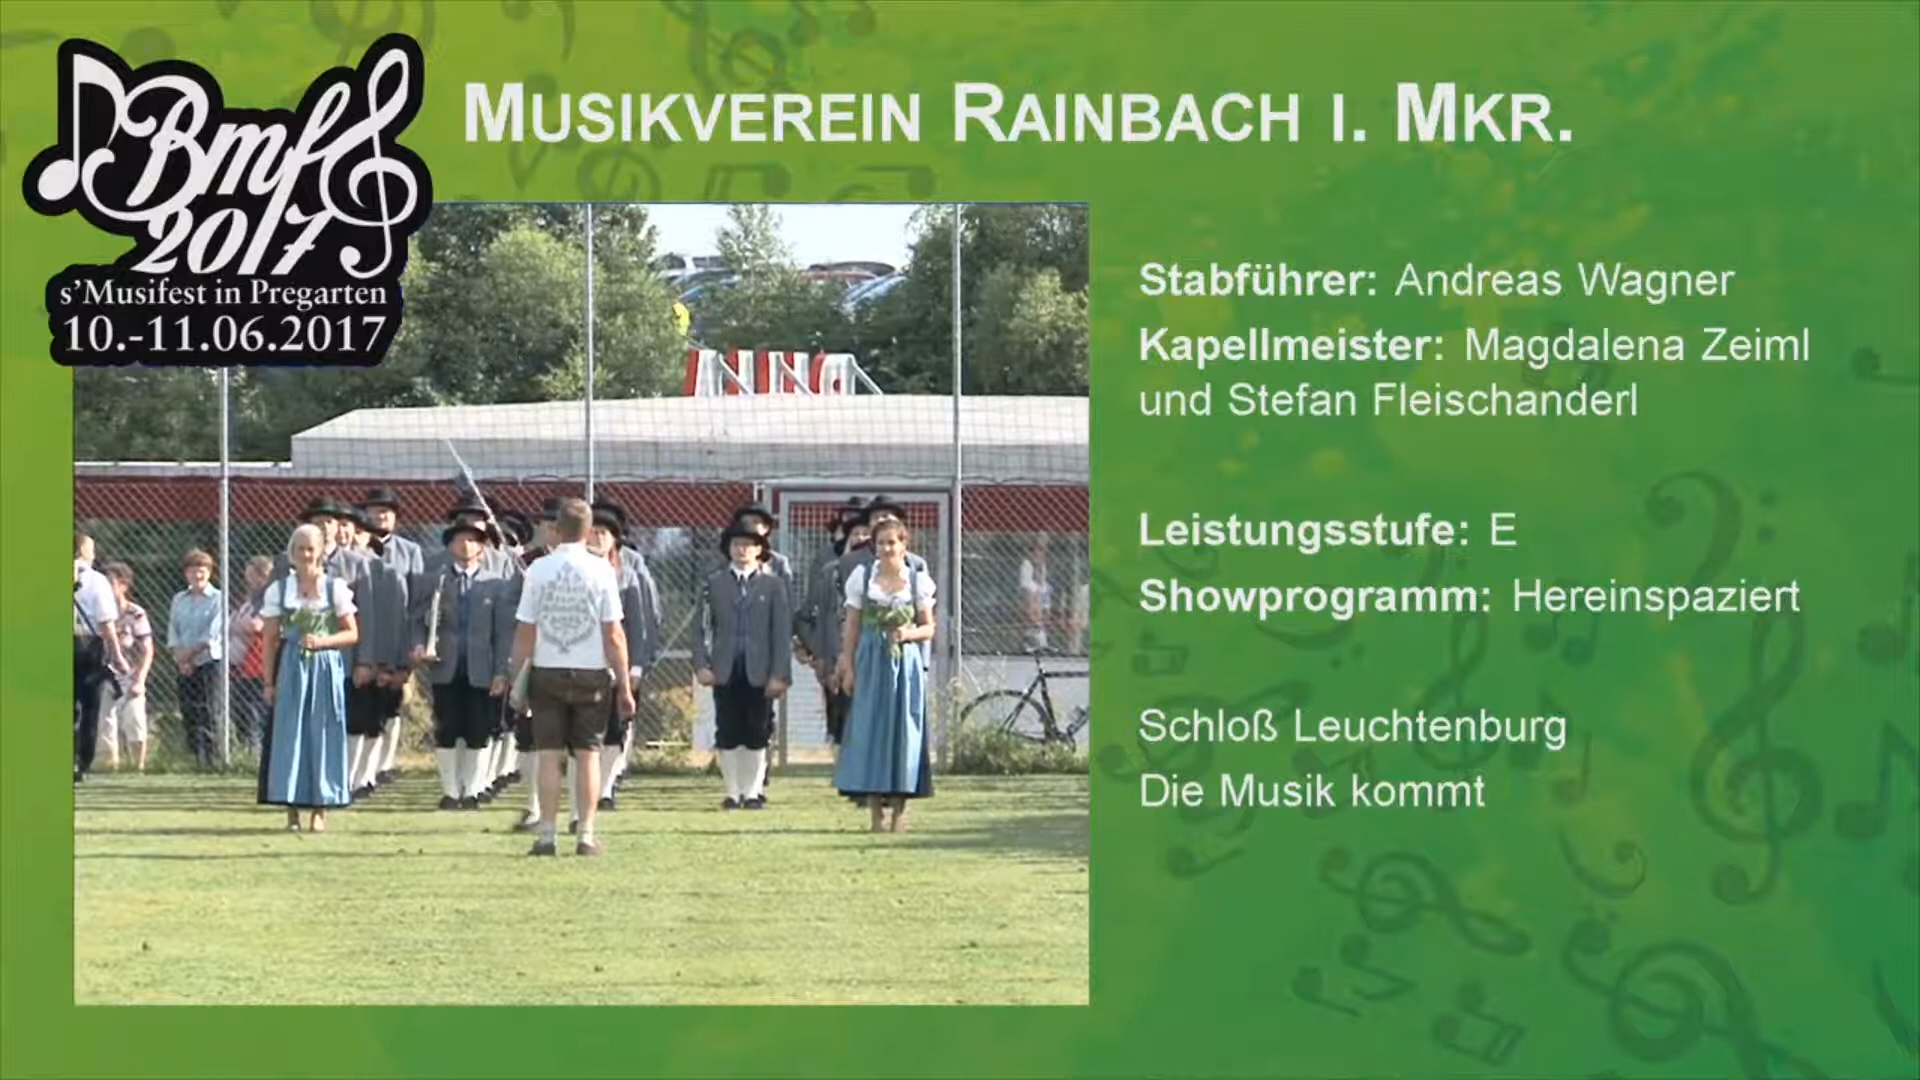 Bmf
2017
s'Musifest in Pregarten
10.-11.06.2017
MUSIKVEREIN RAINBACH I. MKR.
Stabführer: Andreas Wagner
Kapellmeister: Magdalena Zeiml
und Stefan Fleischanderl
Leistungsstufe: E
Showprogramm: Hereinspaziert
Schloß Leuchtenburg
Die Musik kommt